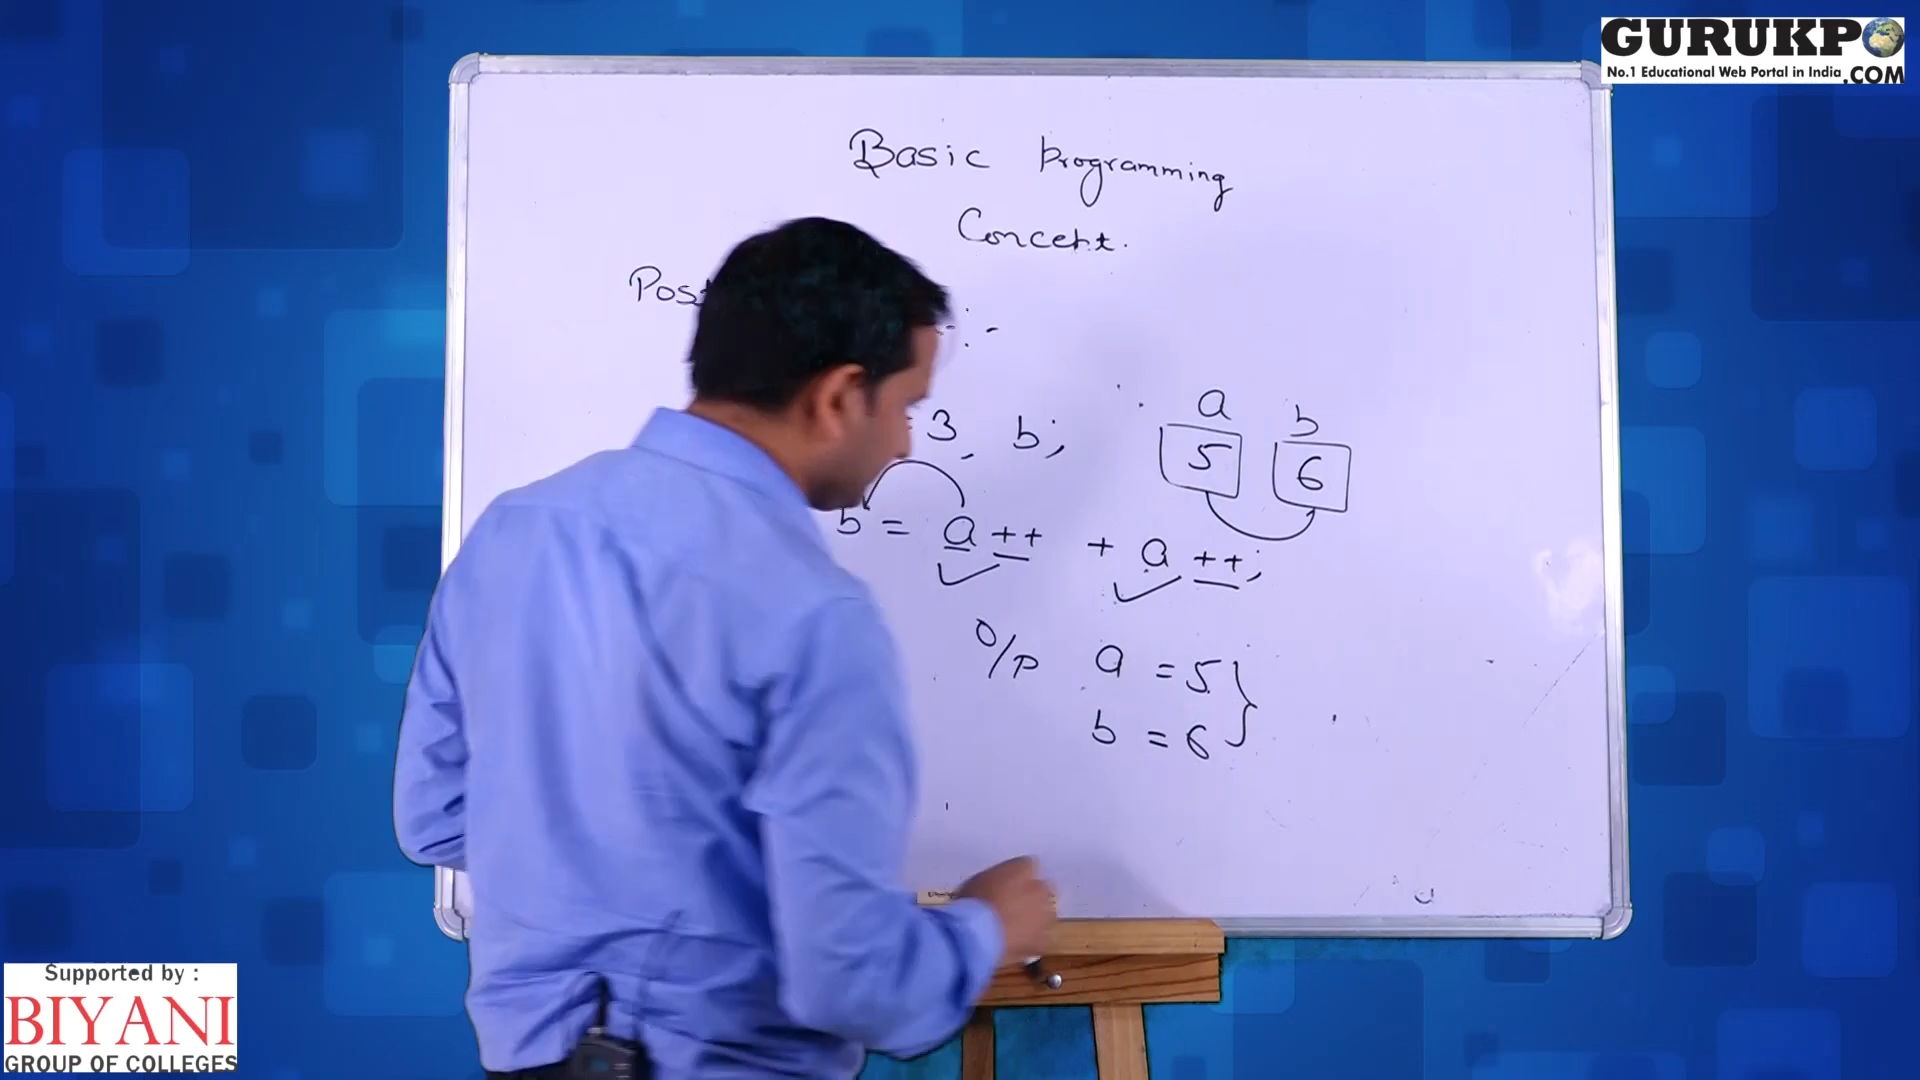 GURUKPO
No.1 Educational Web Portal in India .COM
Basic Programming
Concept.
Post
:-
= 3, b;
a b
5 6
b = a++ + a++;
O/P a = 5
b = 6
Supported by :
BIYANI
GROUP OF COLLEGES